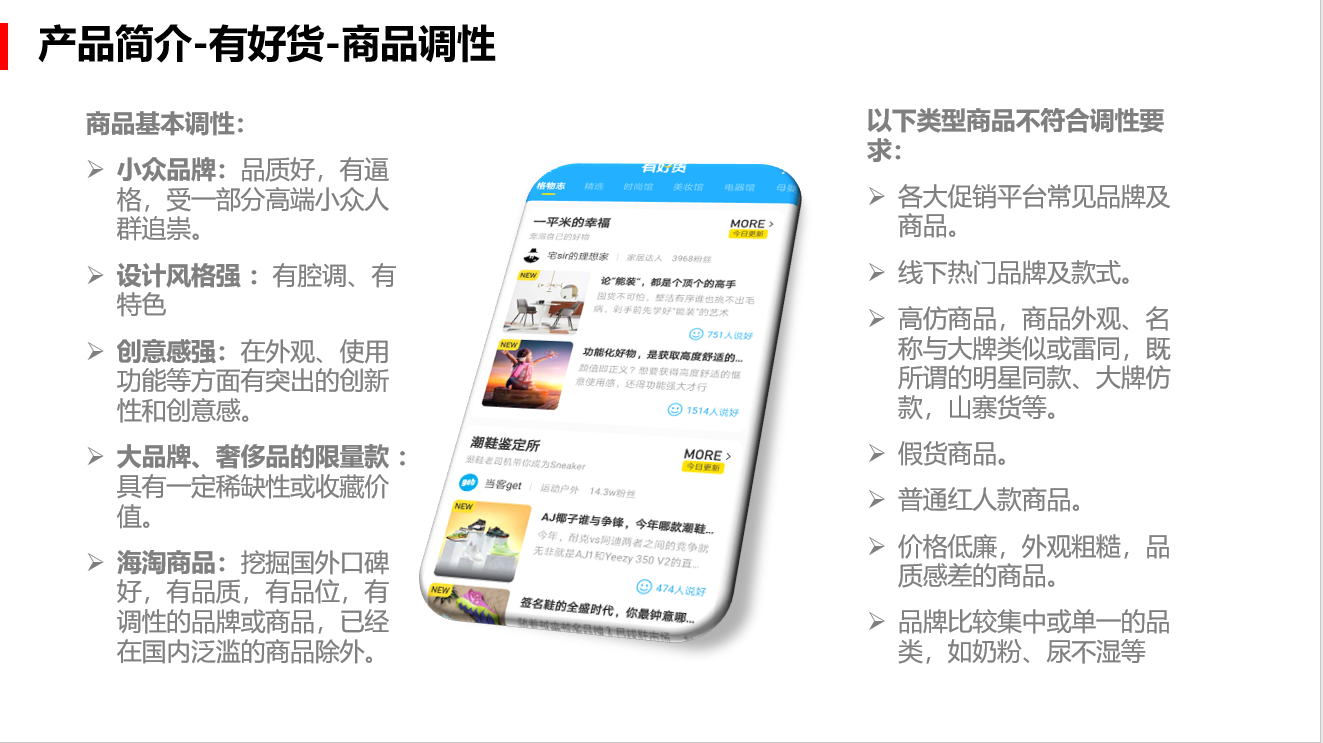 产品简介-有好货-商品调性
商品基本调性：
小众品牌：品质好，有逼
格，受一部分高端小众人
群追崇。
设计风格强 ：有腔调、有
特色
创意感强：在外观、使用
功能等方面有突出的创新
性和创意感。
大品牌、奢侈品的限量款 ：
具有一定稀缺性或收藏价
值。
海淘商品：挖掘国外口碑
好，有品质，有品位，有
调性的品牌或商品，已经
在国内泛滥的商品除外。
有好货
格物志 精选 时尚馆 美妆馆 电器馆 母婴
一平米的幸福
MORE >
今日更新
宅sir的理想家 | 家居达人 3968粉丝
NEW
论“能装“，都是个顶个的高手
囤货不可怕，整洁有序谁也挑不出毛
病，剁手前先学好“能装”的艺术
751人说好
NEW
功能化好物，是获取高度舒适的...
颜值即正义？想要获得高度舒适的惬
意使用感，还得功能强大才行
1514人说好
潮鞋鉴定所
MORE >
潮鞋老司机带你成为Sneaker
今日更新
get 当客get | 运动户外 14.3w粉丝
NEW
AJ椰子谁与争锋，今年哪款潮鞋...
今年，耐克vs阿迪两者之间的竞争就
无非就是AJ1和Yeezy 350 V2的直...
474人说好
NEW
签名鞋的全盛时代，你最钟意哪...
以下类型商品不符合调性要
求：
各大促销平台常见品牌及
商品。
线下热门品牌及款式。
高仿商品，商品外观、名
称与大牌类似或雷同，既
所谓的明星同款、大牌仿
款，山寨货等。
假货商品。
普通红人款商品。
价格低廉，外观粗糙，品
质感差的商品。
品牌比较集中或单一的品
类，如奶粉、尿不湿等